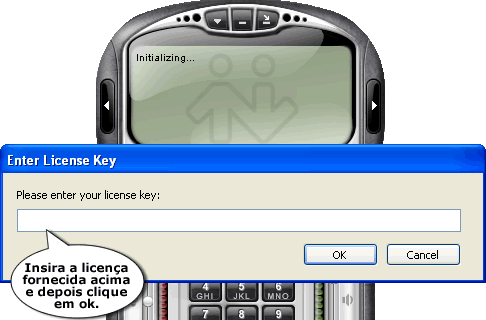 Initializing...
Enter License Key
Please enter your license key:
OK
Cancel
Insira a licença
fornecida acima
e depois clique
em ok.
4 5 6
GHI JKL MNO
7 8 9